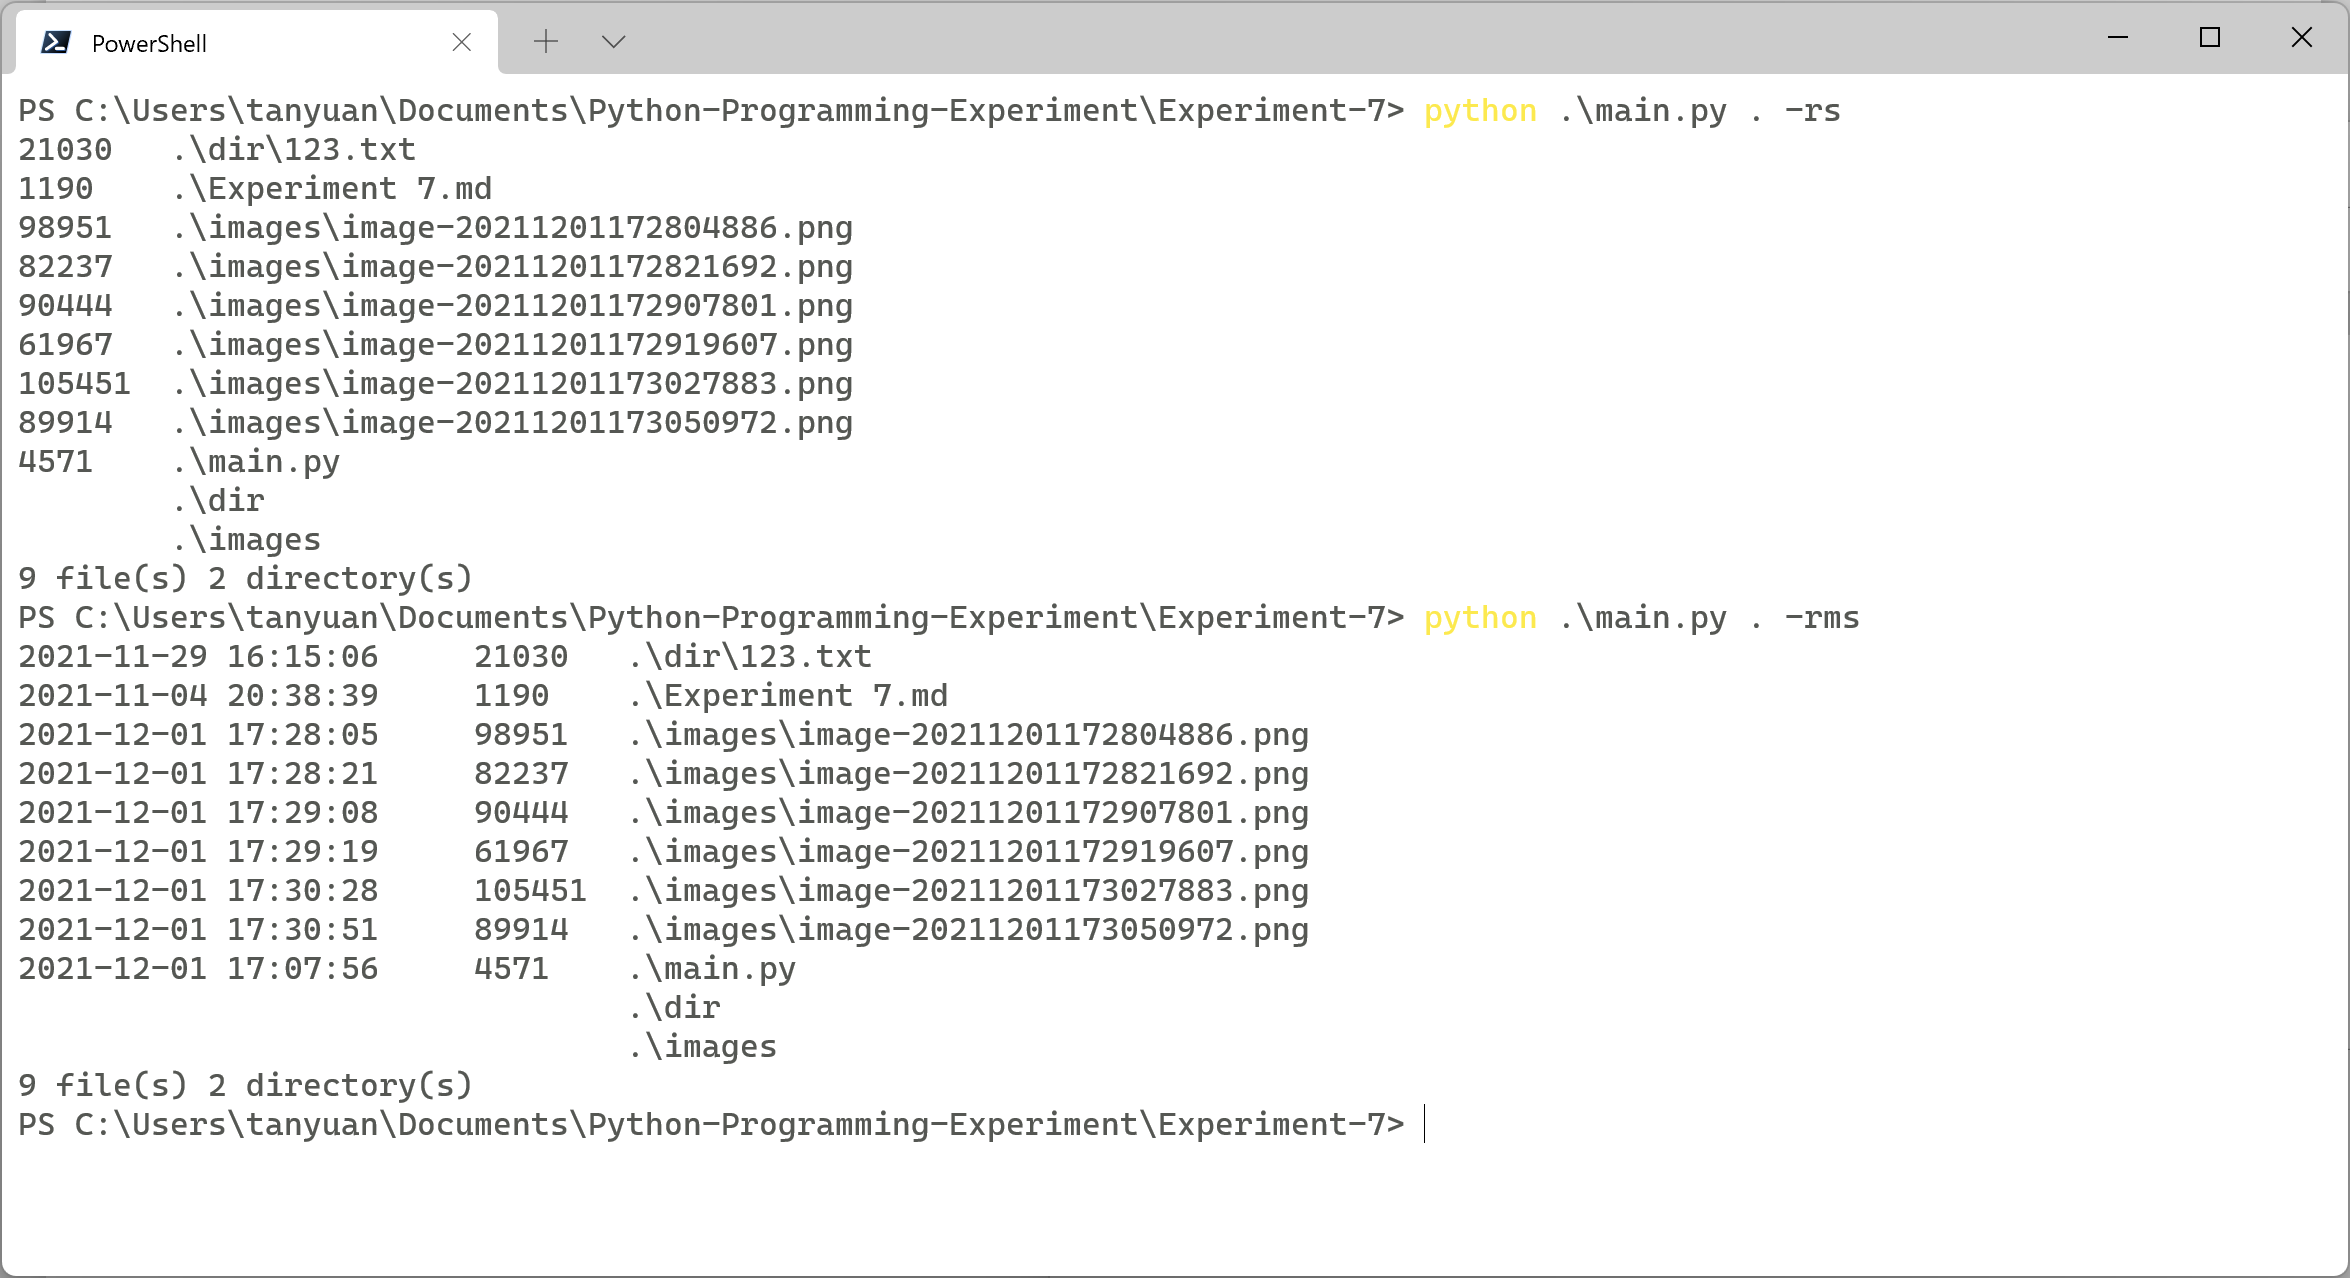 PowerShell
PS C:\Users\tanyuan\Documents\Python-Programming-Experiment\Experiment-7> python .\main.py . -rs
21030   .\dir\123.txt
1190    .\Experiment 7.md
98951   .\images\image-20211201172804886.png
82237   .\images\image-20211201172821692.png
90444   .\images\image-20211201172907801.png
61967   .\images\image-20211201172919607.png
105451  .\images\image-20211201173027883.png
89914   .\images\image-20211201173050972.png
4571    .\main.py
        .\dir
        .\images
9 file(s) 2 directory(s)
PS C:\Users\tanyuan\Documents\Python-Programming-Experiment\Experiment-7> python .\main.py . -rms
2021-11-29 16:15:06     21030   .\dir\123.txt
2021-11-04 20:38:39     1190    .\Experiment 7.md
2021-12-01 17:28:05     98951   .\images\image-20211201172804886.png
2021-12-01 17:28:21     82237   .\images\image-20211201172821692.png
2021-12-01 17:29:08     90444   .\images\image-20211201172907801.png
2021-12-01 17:29:19     61967   .\images\image-20211201172919607.png
2021-12-01 17:30:28     105451  .\images\image-20211201173027883.png
2021-12-01 17:30:51     89914   .\images\image-20211201173050972.png
2021-12-01 17:07:56     4571    .\main.py
                                .\dir
                                .\images
9 file(s) 2 directory(s)
PS C:\Users\tanyuan\Documents\Python-Programming-Experiment\Experiment-7>